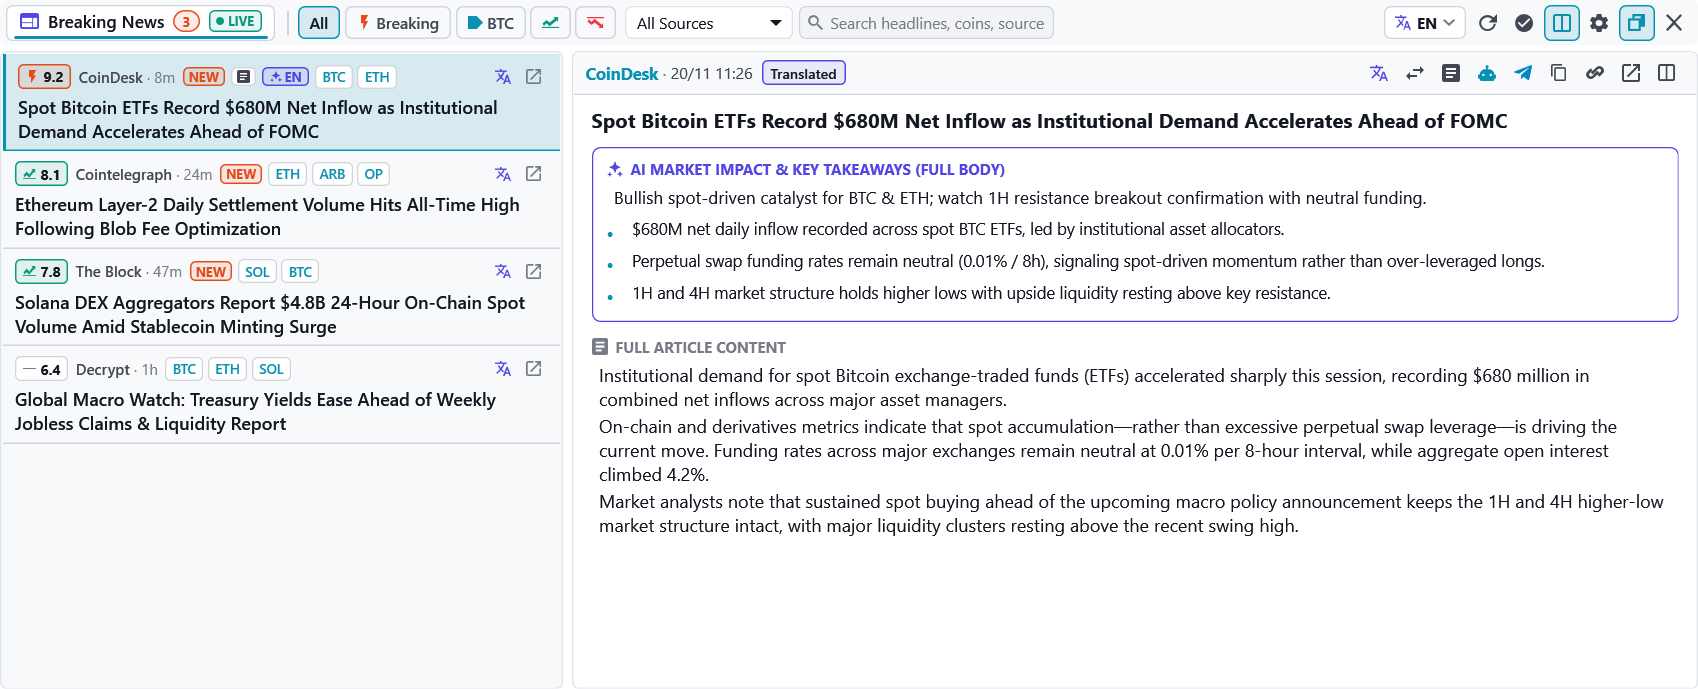 Breaking News 3 LIVE All Breaking BTC All Sources Search headlines, coins, source EN
9.2 CoinDesk · 8m NEW EN BTC ETH
Spot Bitcoin ETFs Record $680M Net Inflow as Institutional
Demand Accelerates Ahead of FOMC
8.1 Cointelegraph · 24m NEW ETH ARB OP
Ethereum Layer-2 Daily Settlement Volume Hits All-Time High
Following Blob Fee Optimization
7.8 The Block · 47m NEW SOL BTC
Solana DEX Aggregators Report $4.8B 24-Hour On-Chain Spot
Volume Amid Stablecoin Minting Surge
6.4 Decrypt · 1h BTC ETH SOL
Global Macro Watch: Treasury Yields Ease Ahead of Weekly
Jobless Claims & Liquidity Report
CoinDesk · 20/11 11:26 Translated
Spot Bitcoin ETFs Record $680M Net Inflow as Institutional Demand Accelerates Ahead of FOMC
AI MARKET IMPACT & KEY TAKEAWAYS (FULL BODY)
Bullish spot-driven catalyst for BTC & ETH; watch 1H resistance breakout confirmation with neutral funding.
• $680M net daily inflow recorded across spot BTC ETFs, led by institutional asset allocators.
• Perpetual swap funding rates remain neutral (0.01% / 8h), signaling spot-driven momentum rather than over-leveraged longs.
• 1H and 4H market structure holds higher lows with upside liquidity resting above key resistance.
FULL ARTICLE CONTENT
Institutional demand for spot Bitcoin exchange-traded funds (ETFs) accelerated sharply this session, recording $680 million in
combined net inflows across major asset managers.
On-chain and derivatives metrics indicate that spot accumulation—rather than excessive perpetual swap leverage—is driving the
current move. Funding rates across major exchanges remain neutral at 0.01% per 8-hour interval, while aggregate open interest
climbed 4.2%.
Market analysts note that sustained spot buying ahead of the upcoming macro policy announcement keeps the 1H and 4H higher-low
market structure intact, with major liquidity clusters resting above the recent swing high.